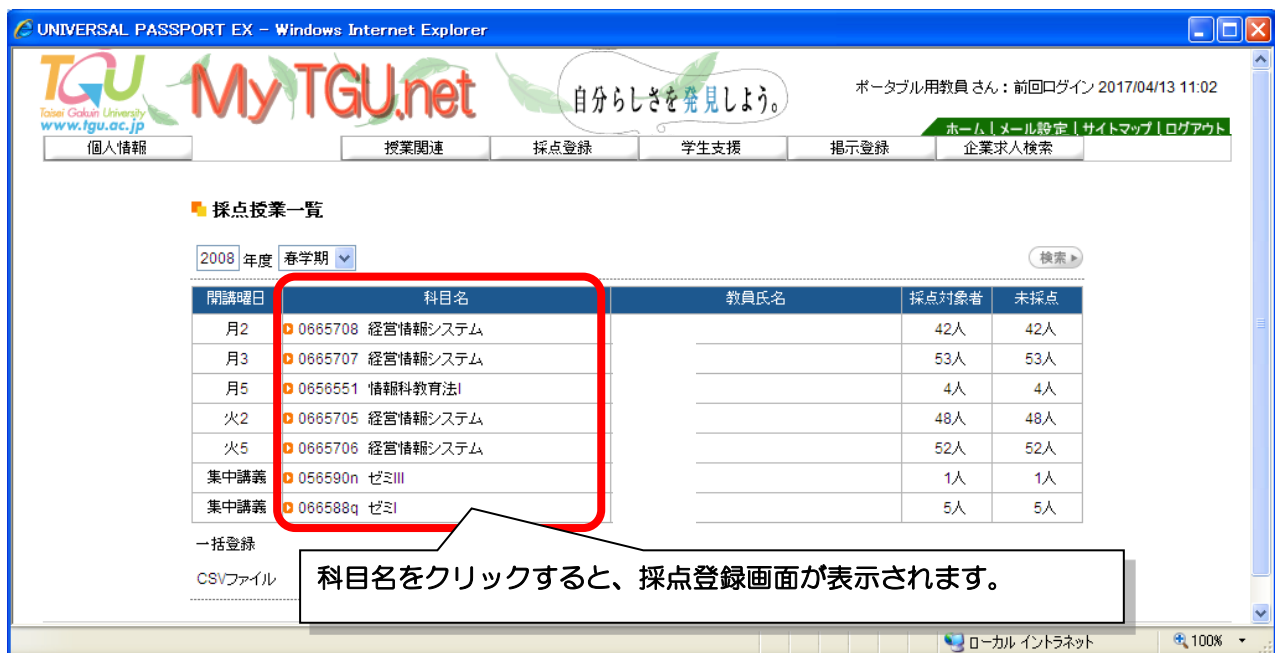 UNIVERSAL PASSPORT EX - Windows Internet Explorer
TGU
Taisei Gakuin University
www.tgu.ac.jp
My TGU.net
自分らしさを発見しよう。
ポータブル用教員 さん：前回ログイン 2017/04/13 11:02
ホーム | メール設定 | サイトマップ | ログアウト
個人情報 授業関連 採点登録 学生支援 掲示登録 企業求人検索
採点授業一覧
2008 年度 春学期 検索
開講曜日 科目名 教員氏名 採点対象者 未採点
月2 0665708 経営情報システム 42人 42人
月3 0665707 経営情報システム 53人 53人
月5 0656551 情報科教育法I 4人 4人
火2 0665705 経営情報システム 48人 48人
火5 0665706 経営情報システム 52人 52人
集中講義 056590n ゼミIII 1人 1人
集中講義 066588q ゼミI 5人 5人
一括登録
CSVファイル
科目名をクリックすると、採点登録画面が表示されます。
ローカル イントラネット 100%